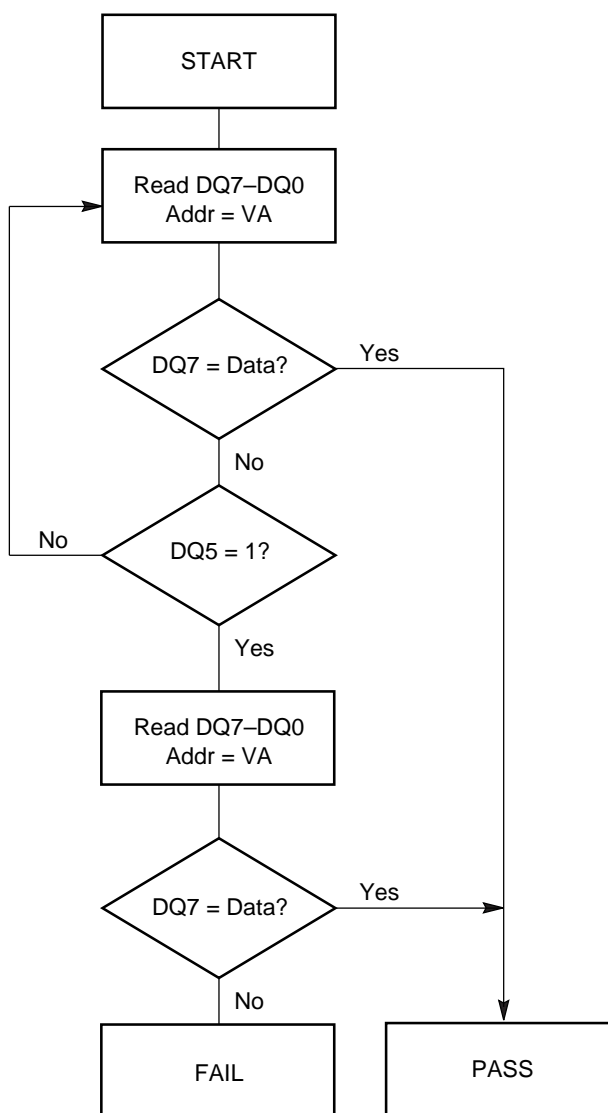 START
Read DQ7–DQ0
Addr = VA
DQ7 = Data?
Yes
No
No
DQ5 = 1?
Yes
Read DQ7–DQ0
Addr = VA
DQ7 = Data?
Yes
No
FAIL
PASS